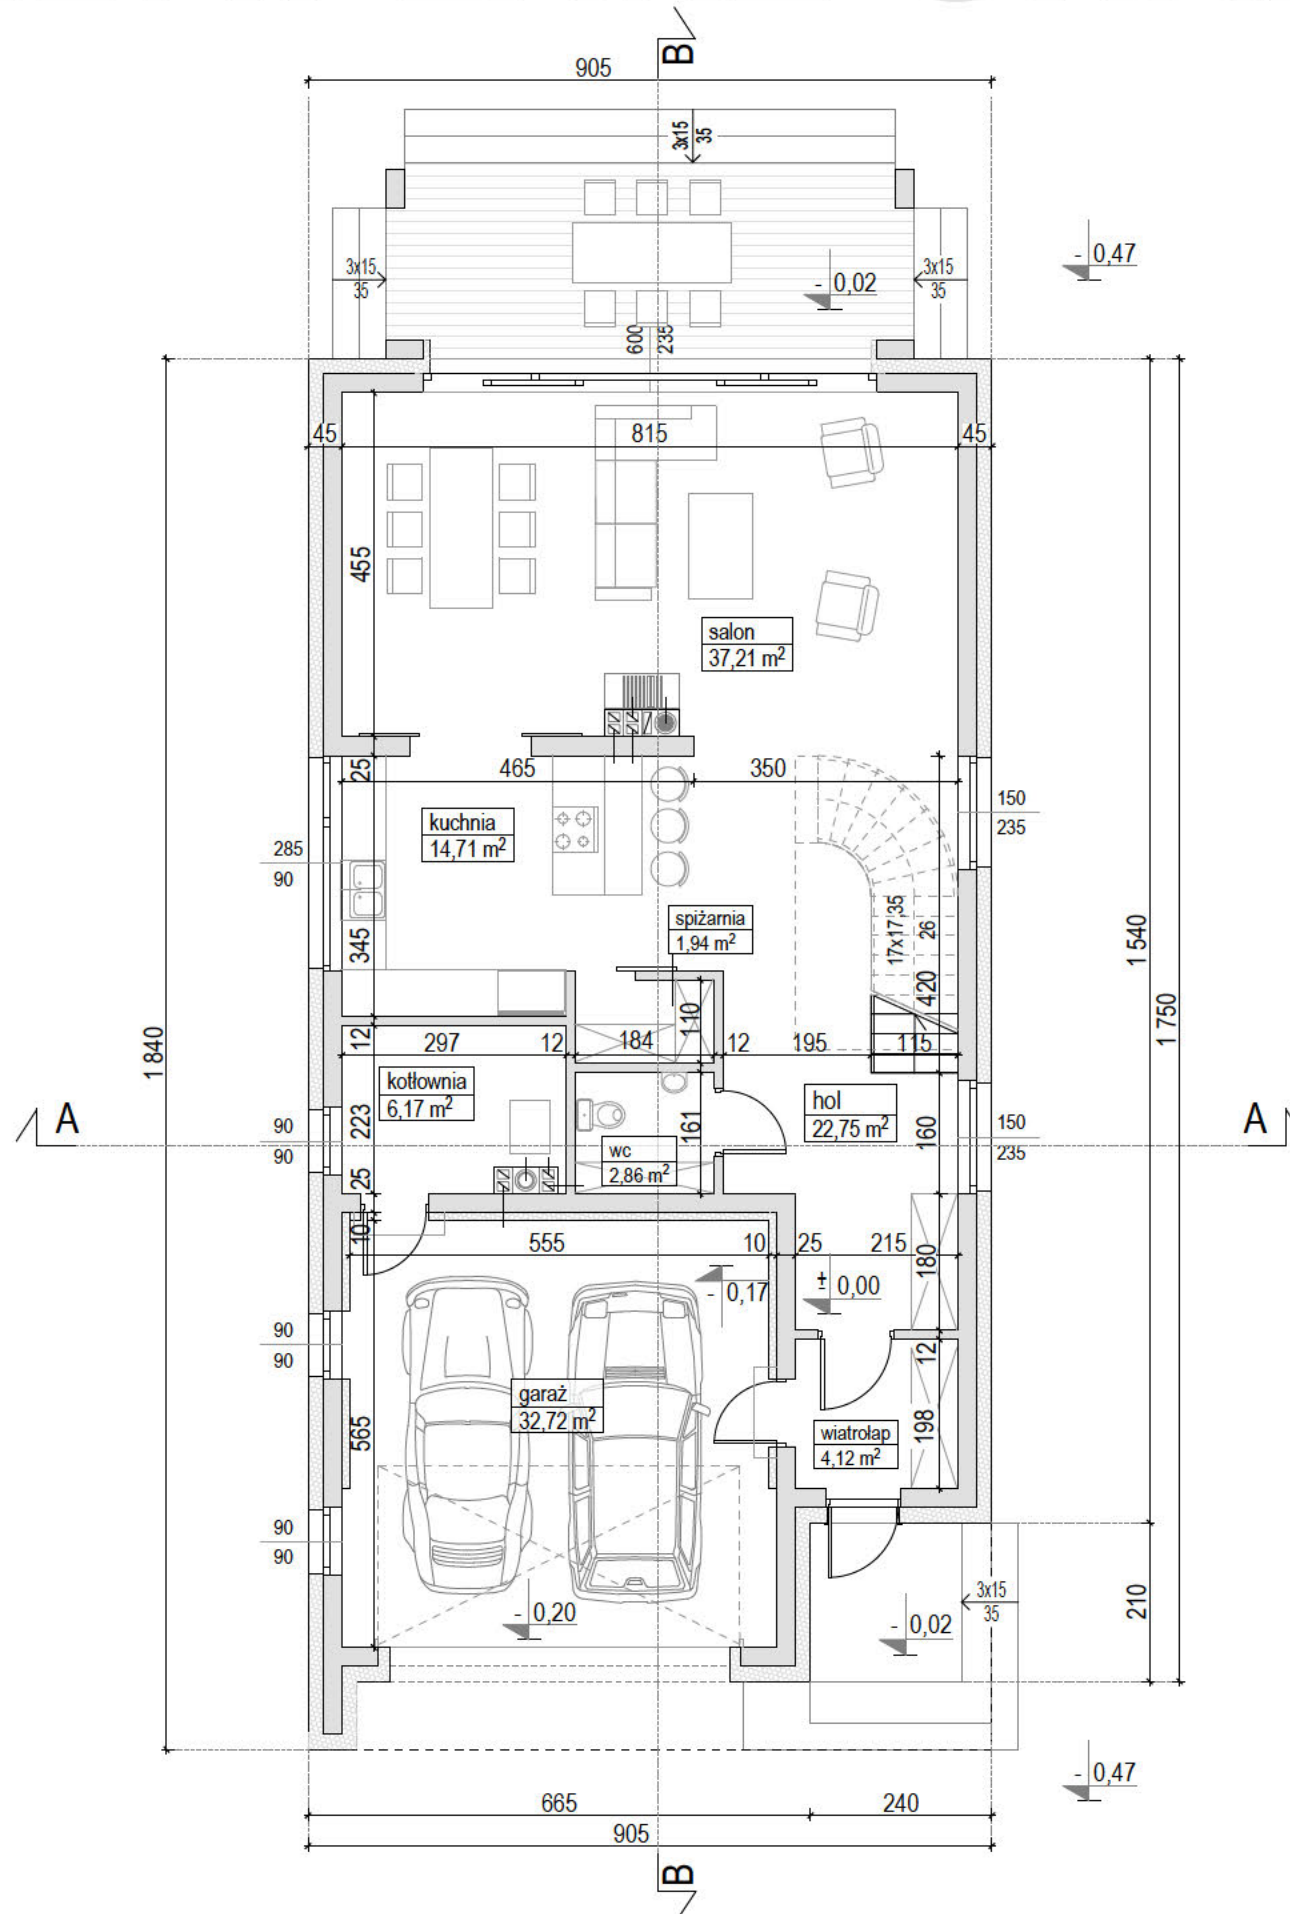 B
905
3x15
35
3x15
35
3x15
35
- 0,47
- 0,02
600
235
45
815
45
455
salon
37,21 m²
25
465
350
150
235
kuchnia
14,71 m²
285
90
spiżarnia
1,94 m²
17x17,35
26
345
420
110
1 540
1 750
1 840
12
297
12
184
12
195
115
kotłownia
6,17 m²
hol
22,75 m²
A
A
90
90
223
161
160
150
235
wc
2,86 m²
25
10
555
10
25
215
180
- 0,17
± 0,00
90
90
12
garaż
32,72 m²
565
198
wiatrołap
4,12 m²
90
90
- 0,20
- 0,02
3x15
35
210
- 0,47
665
240
905
B